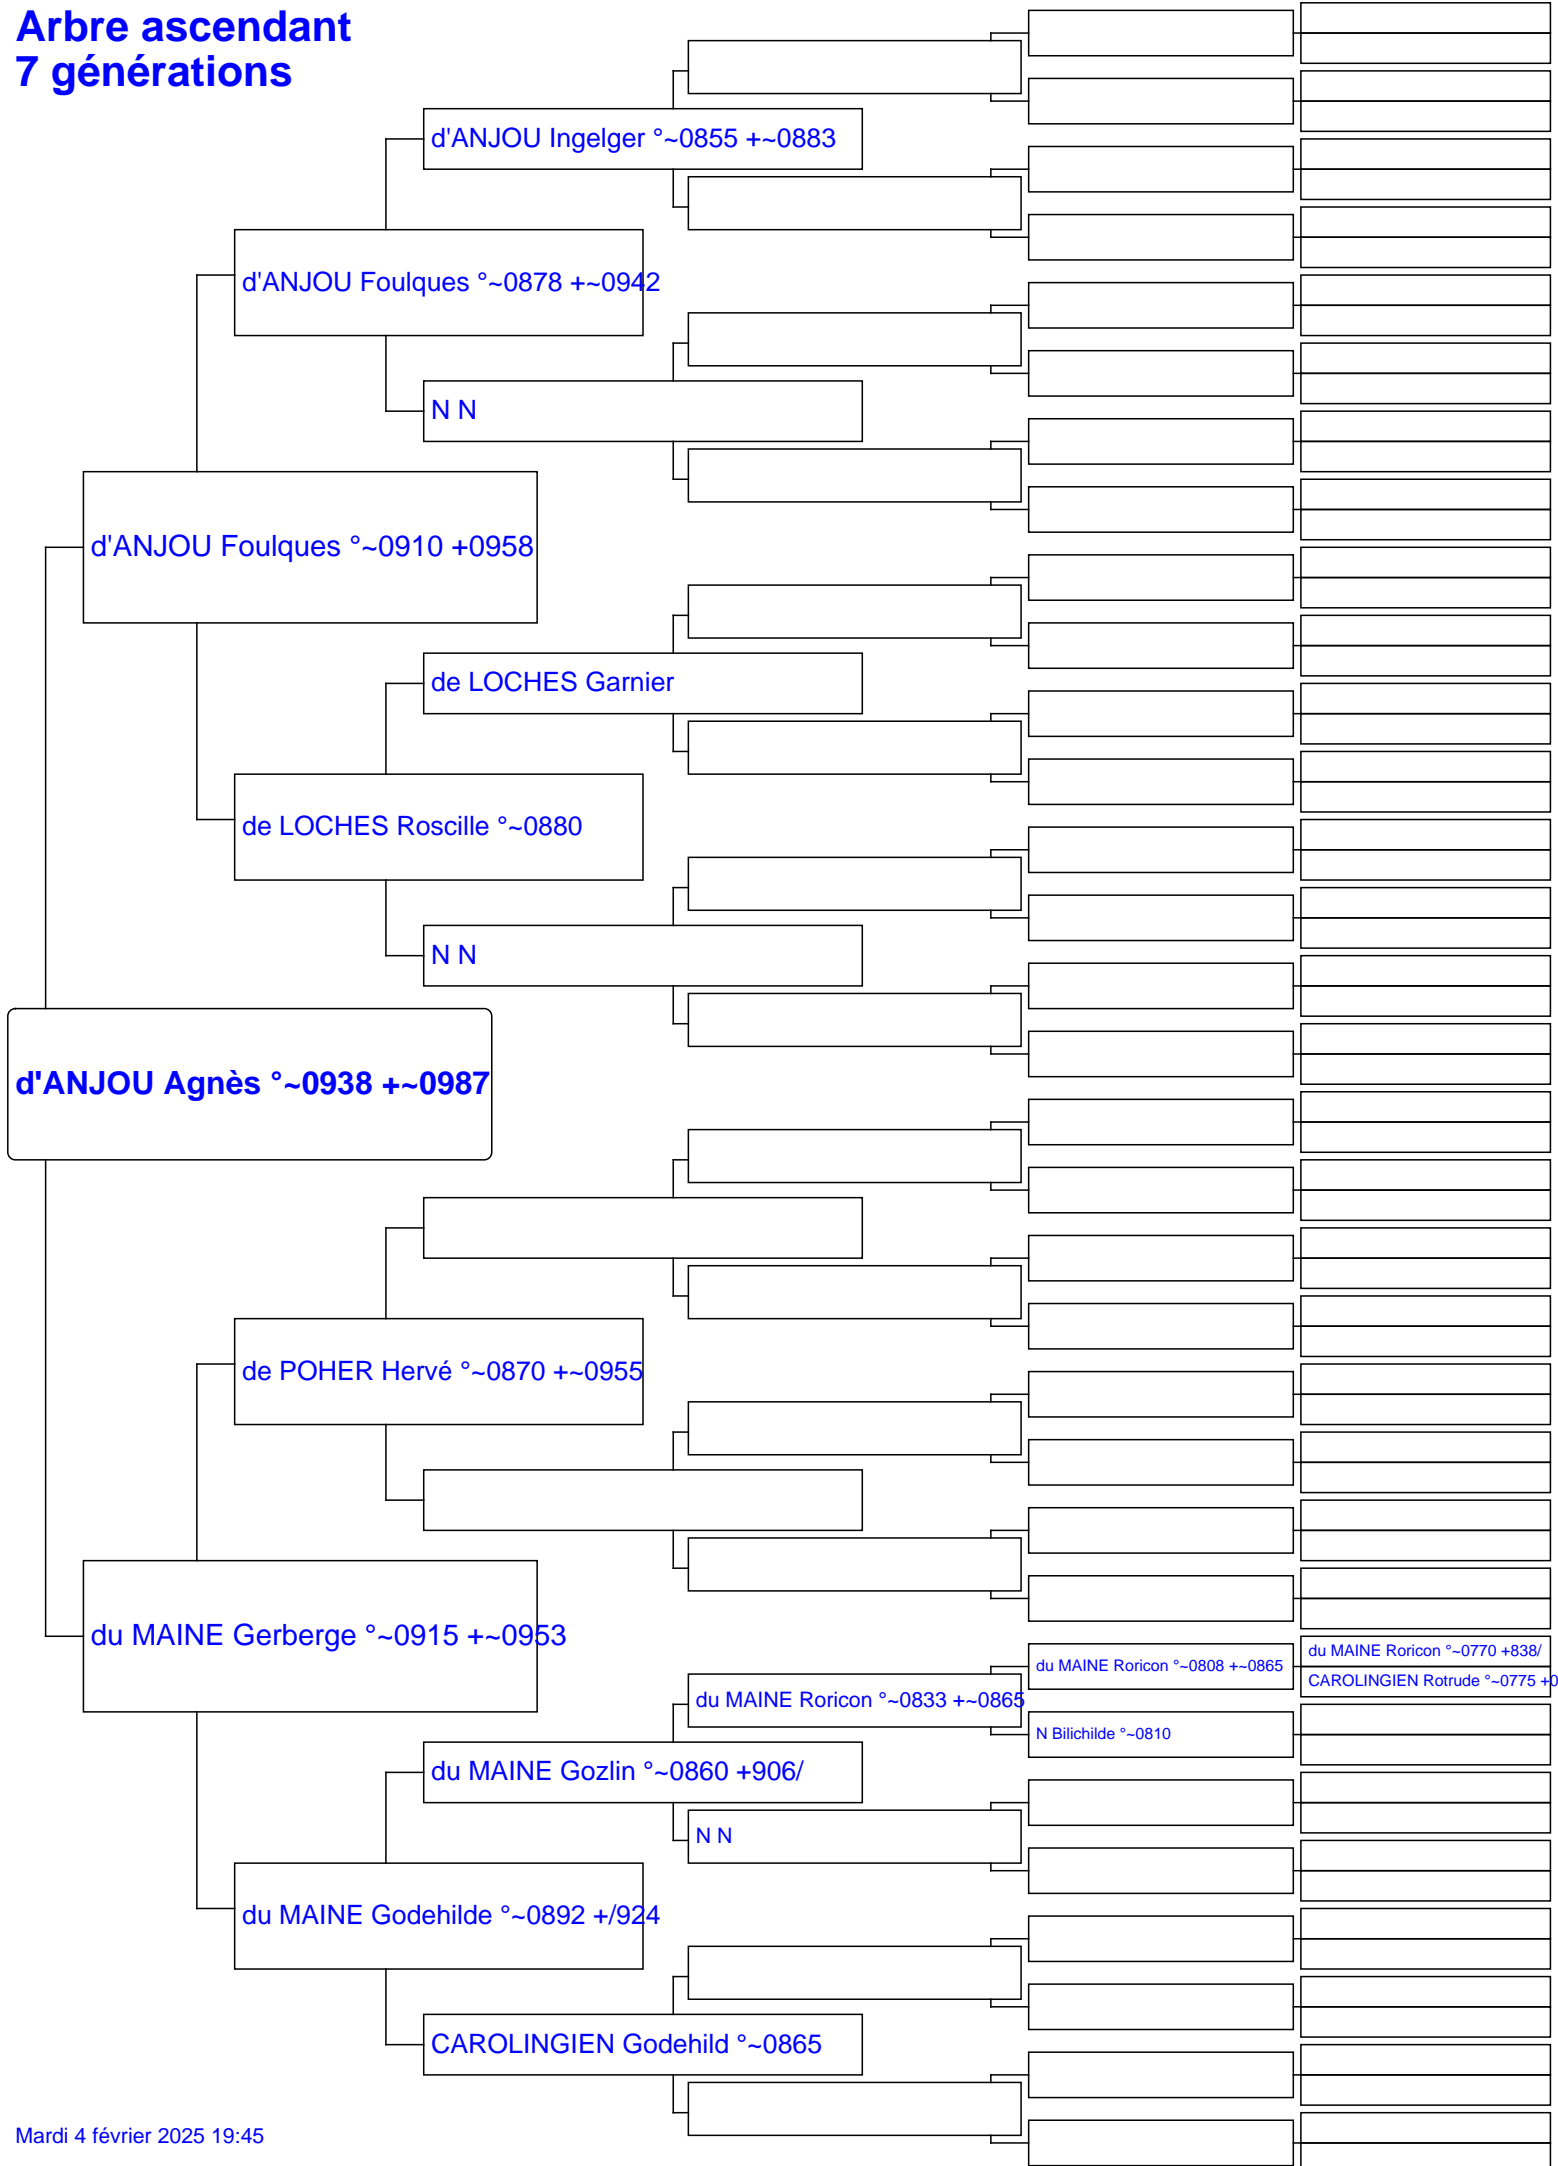 Arbre ascendant
7 générations
d'ANJOU Ingelger °~0855 +~0883
d'ANJOU Foulques °~0878 +~0942
N N
d'ANJOU Foulques °~0910 +0958
de LOCHES Garnier
de LOCHES Roscille °~0880
N N
d'ANJOU Agnès °~0938 +~0987
de POHER Hervé °~0870 +~0955
du MAINE Gerberge °~0915 +~0953
du MAINE Roricon °~0770 +838/
du MAINE Roricon °~0808 +~0865
CAROLINGIEN Rotrude °~0775 +0
du MAINE Roricon °~0833 +~0865
N Bilichilde °~0810
du MAINE Gozlin °~0860 +906/
N N
du MAINE Godehilde °~0892 +/924
CAROLINGIEN Godehild °~0865
Mardi 4 février 2025 19:45